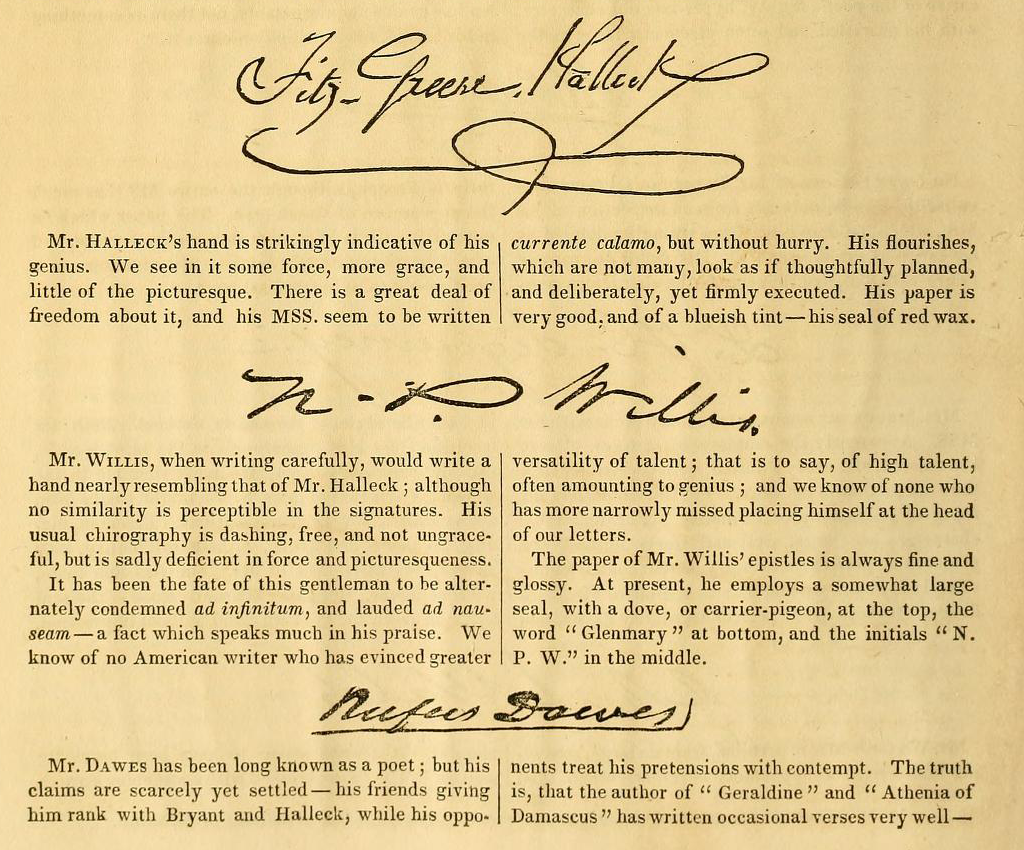 Fitz-Greene Halleck
Mr. HALLECK'S hand is strikingly indicative of his
genius. We see in it some force, more grace, and
little of the picturesque. There is a great deal of
freedom about it, and his MSS. seem to be written
currente calamo, but without hurry. His flourishes,
which are not many, look as if thoughtfully planned,
and deliberately, yet firmly executed. His paper is
very good, and of a blueish tint—his seal of red wax.
N-P. Willis.
Mr. WILLIS, when writing carefully, would write a
hand nearly resembling that of Mr. Halleck; although
no similarity is perceptible in the signatures. His
usual chirography is dashing, free, and not ungrace-
ful, but is sadly deficient in force and picturesqueness.
It has been the fate of this gentleman to be alter-
nately condemned ad infinitum, and lauded ad nau-
seam—a fact which speaks much in his praise. We
know of no American writer who has evinced greater
versatility of talent; that is to say, of high talent,
often amounting to genius; and we know of none who
has more narrowly missed placing himself at the head
of our letters.
The paper of Mr. Willis' epistles is always fine and
glossy. At present, he employs a somewhat large
seal, with a dove, or carrier-pigeon, at the top, the
word "Glenmary" at bottom, and the initials "N.
P. W." in the middle.
Rufus Dawes
Mr. DAWES has been long known as a poet; but his
claims are scarcely yet settled—his friends giving
him rank with Bryant and Halleck, while his oppo-
nents treat his pretensions with contempt. The truth
is, that the author of "Geraldine" and "Athenia of
Damascus" has written occasional verses very well—